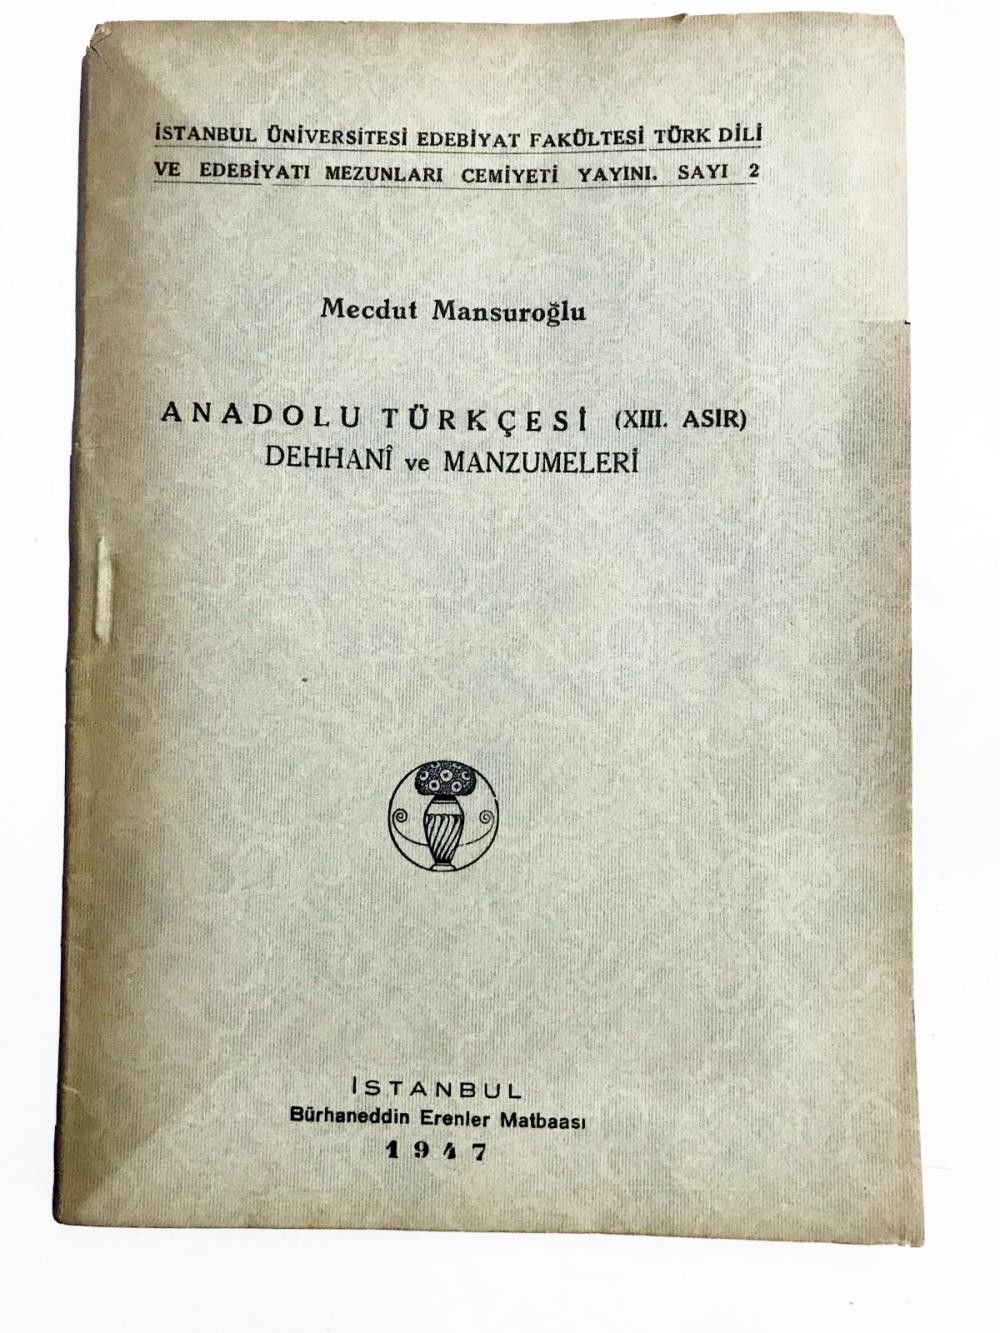 İSTANBUL ÜNİVERSİTESİ EDEBİYAT FAKÜLTESİ TÜRK DİLİ
VE EDEBİYATI MEZUNLARI CEMİYETİ YAYINI. SAYI 2
Mecdut Mansuroğlu
ANADOLU TÜRKÇESİ (XIII. ASIR)
DEHHANÎ ve MANZUMELERİ
İSTANBUL
Bürhaneddin Erenler Matbaası
1947